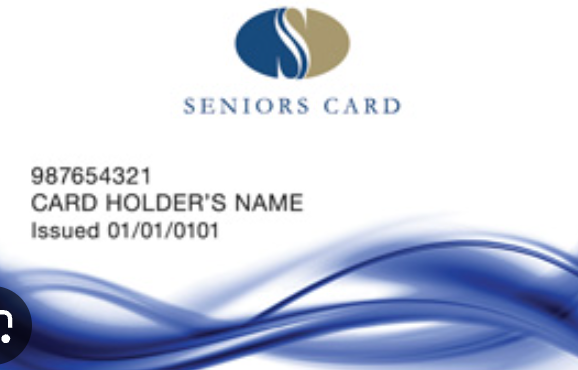 SENIORS CARD
987654321
CARD HOLDER'S NAME
Issued 01/01/0101